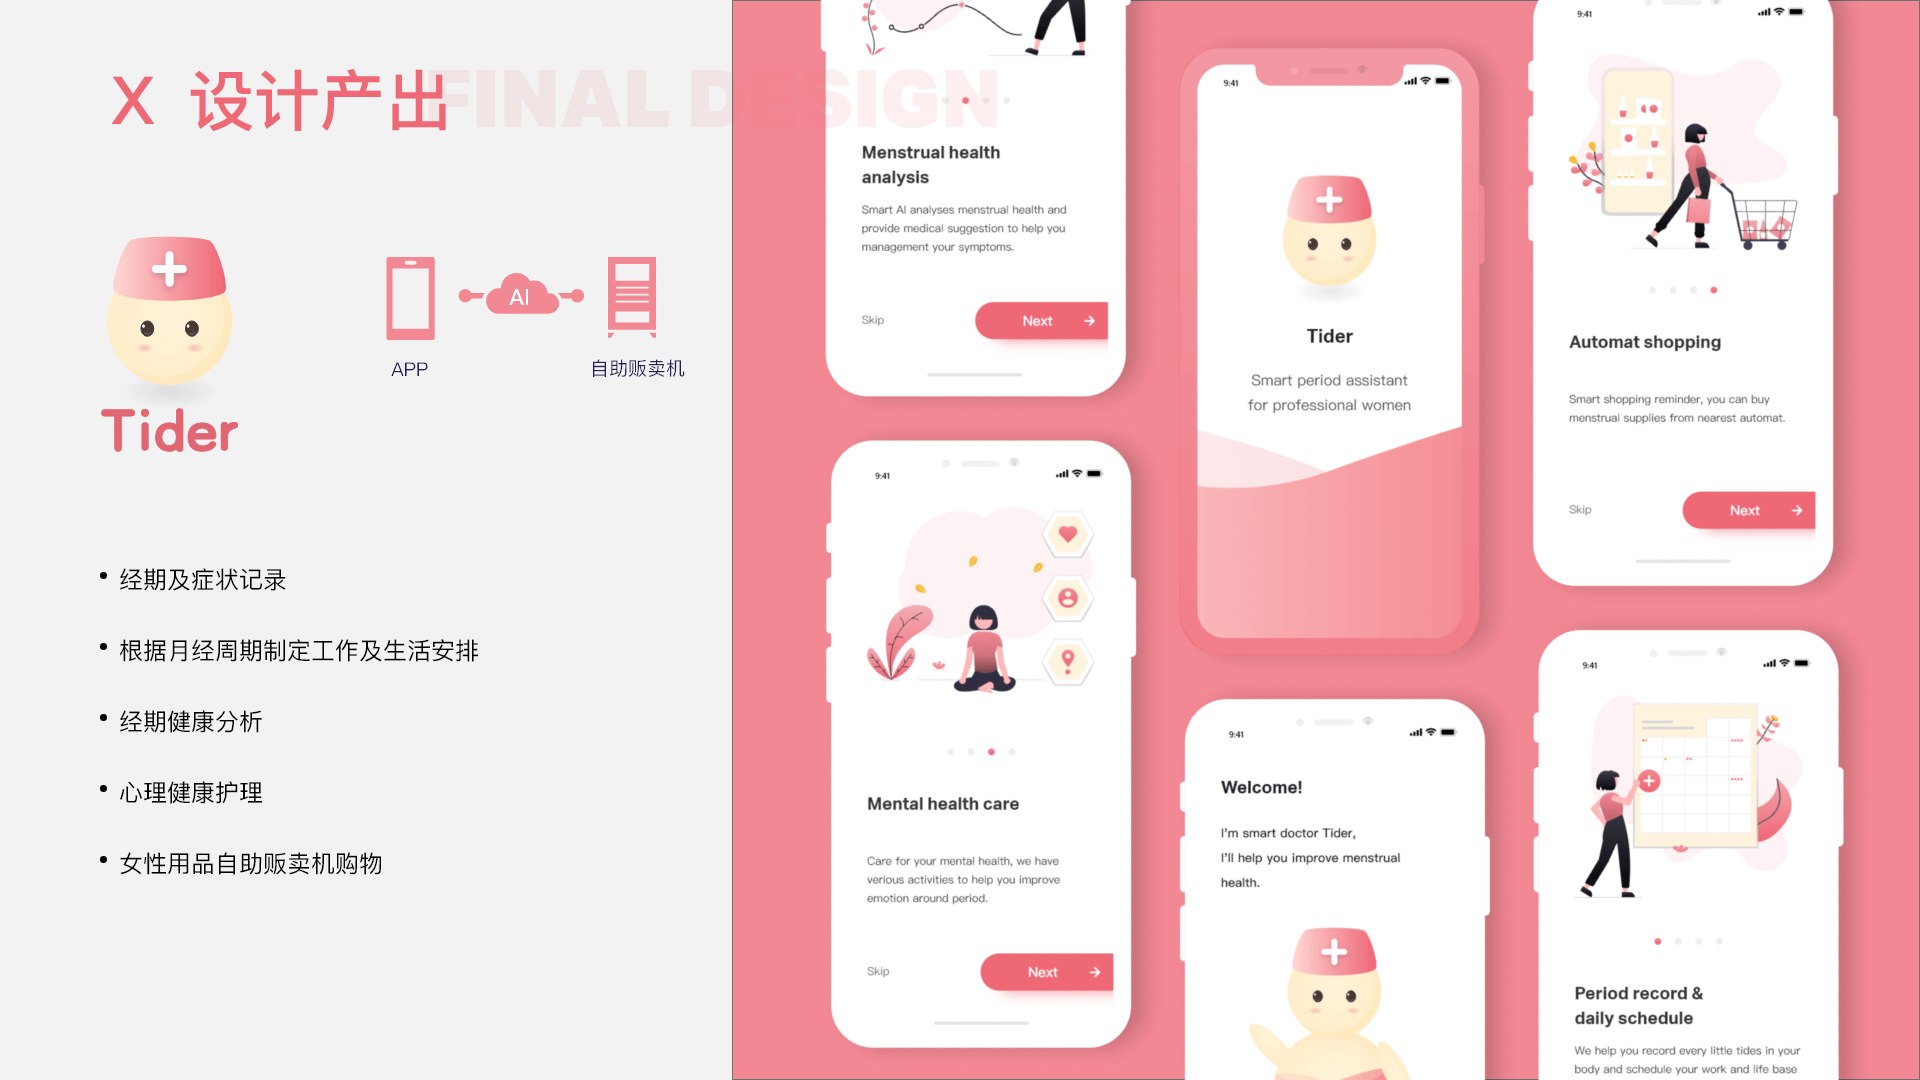 X 设计产出
FINAL DESIGN
Tider
APP
AI
自助贩卖机
• 经期及症状记录
• 根据月经周期制定工作及生活安排
• 经期健康分析
• 心理健康护理
• 女性用品自助贩卖机购物
Menstrual health
analysis
Smart AI analyses menstrual health and
provide medical suggestion to help you
management your symptoms.
Skip
Next
9:41
Mental health care
Care for your mental health, we have
verious activities to help you improve
emotion around period.
Skip
Next
9:41
Tider
Smart period assistant
for professional women
9:41
Welcome!
I'm smart doctor Tider,
I'll help you improve menstrual
health.
9:41
Automat shopping
Smart shopping reminder, you can buy
menstrual supplies from nearest automat.
Skip
Next
9:41
Period record &
daily schedule
We help you record every little tides in your
body and schedule your work and life base